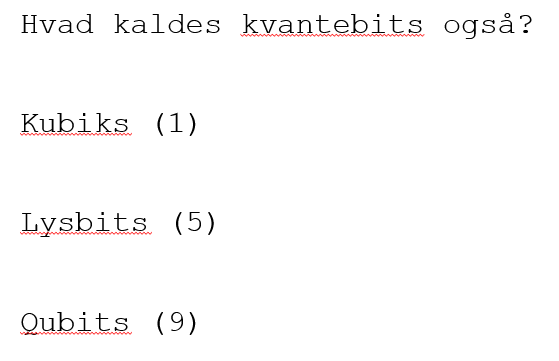 Hvad kaldes kvantebits også?
Kubiks (1)
Lysbits (5)
Qubits (9)